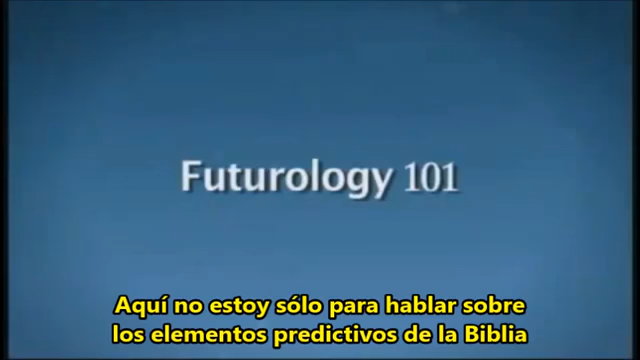 Futurology 101
Aquí no estoy sólo para hablar sobre
los elementos predictivos de la Biblia